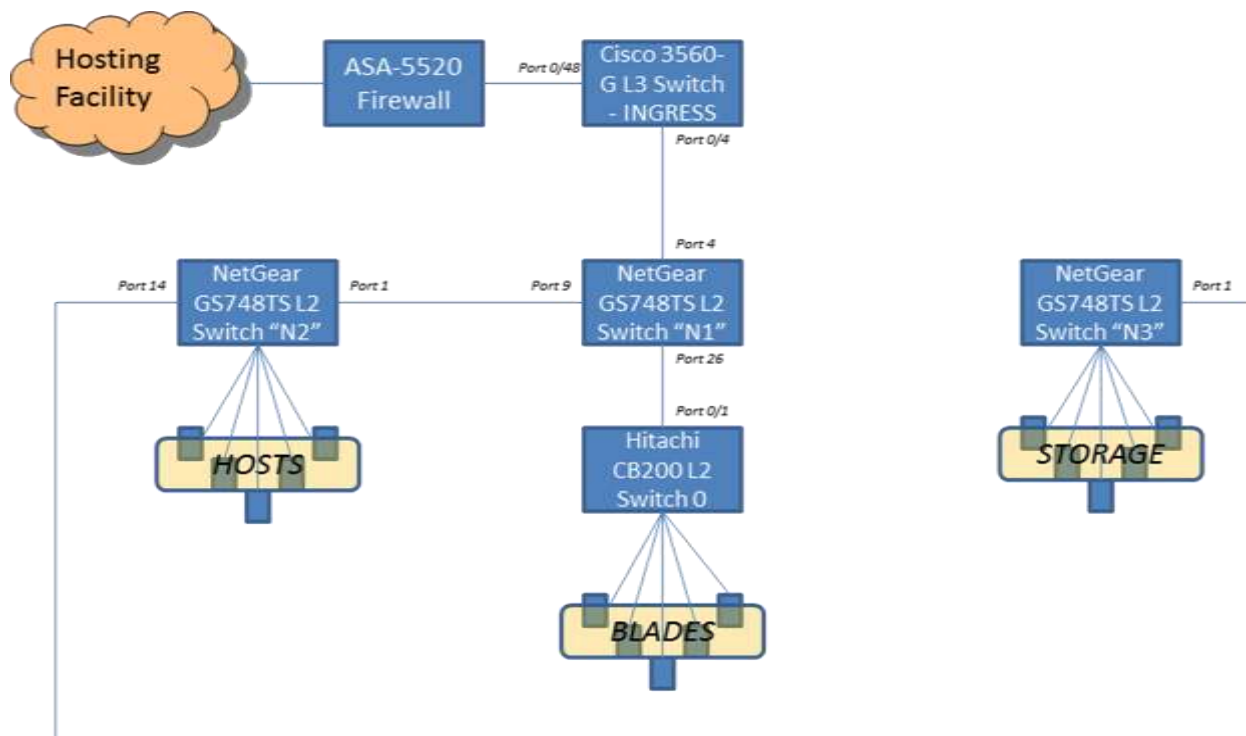 Hosting
Facility
ASA-5520
Firewall
Port 0/48
Cisco 3560-
G L3 Switch
- INGRESS
Port 0/4
Port 4
Port 14
NetGear
GS748TS L2
Switch “N2”
Port 1
Port 9
NetGear
GS748TS L2
Switch “N1”
NetGear
GS748TS L2
Switch “N3”
Port 1
Port 26
Port 0/1
HOSTS
Hitachi
CB200 L2
Switch 0
STORAGE
BLADES